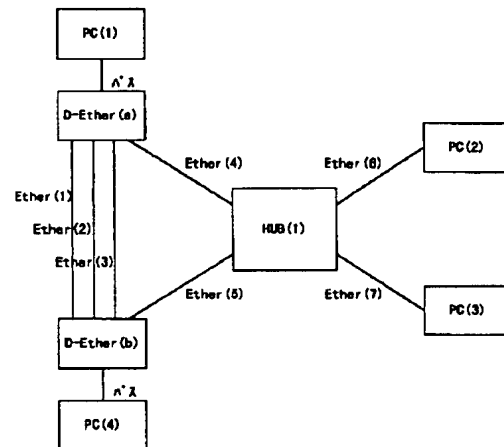 PC(1)
バス
D-Ether(a)
Ether(4)
Ether(6)
PC(2)
Ether(1)
Ether(2)
HUB(1)
Ether(3)
Ether(5)
Ether(7)
PC(3)
D-Ether(b)
バス
PC(4)